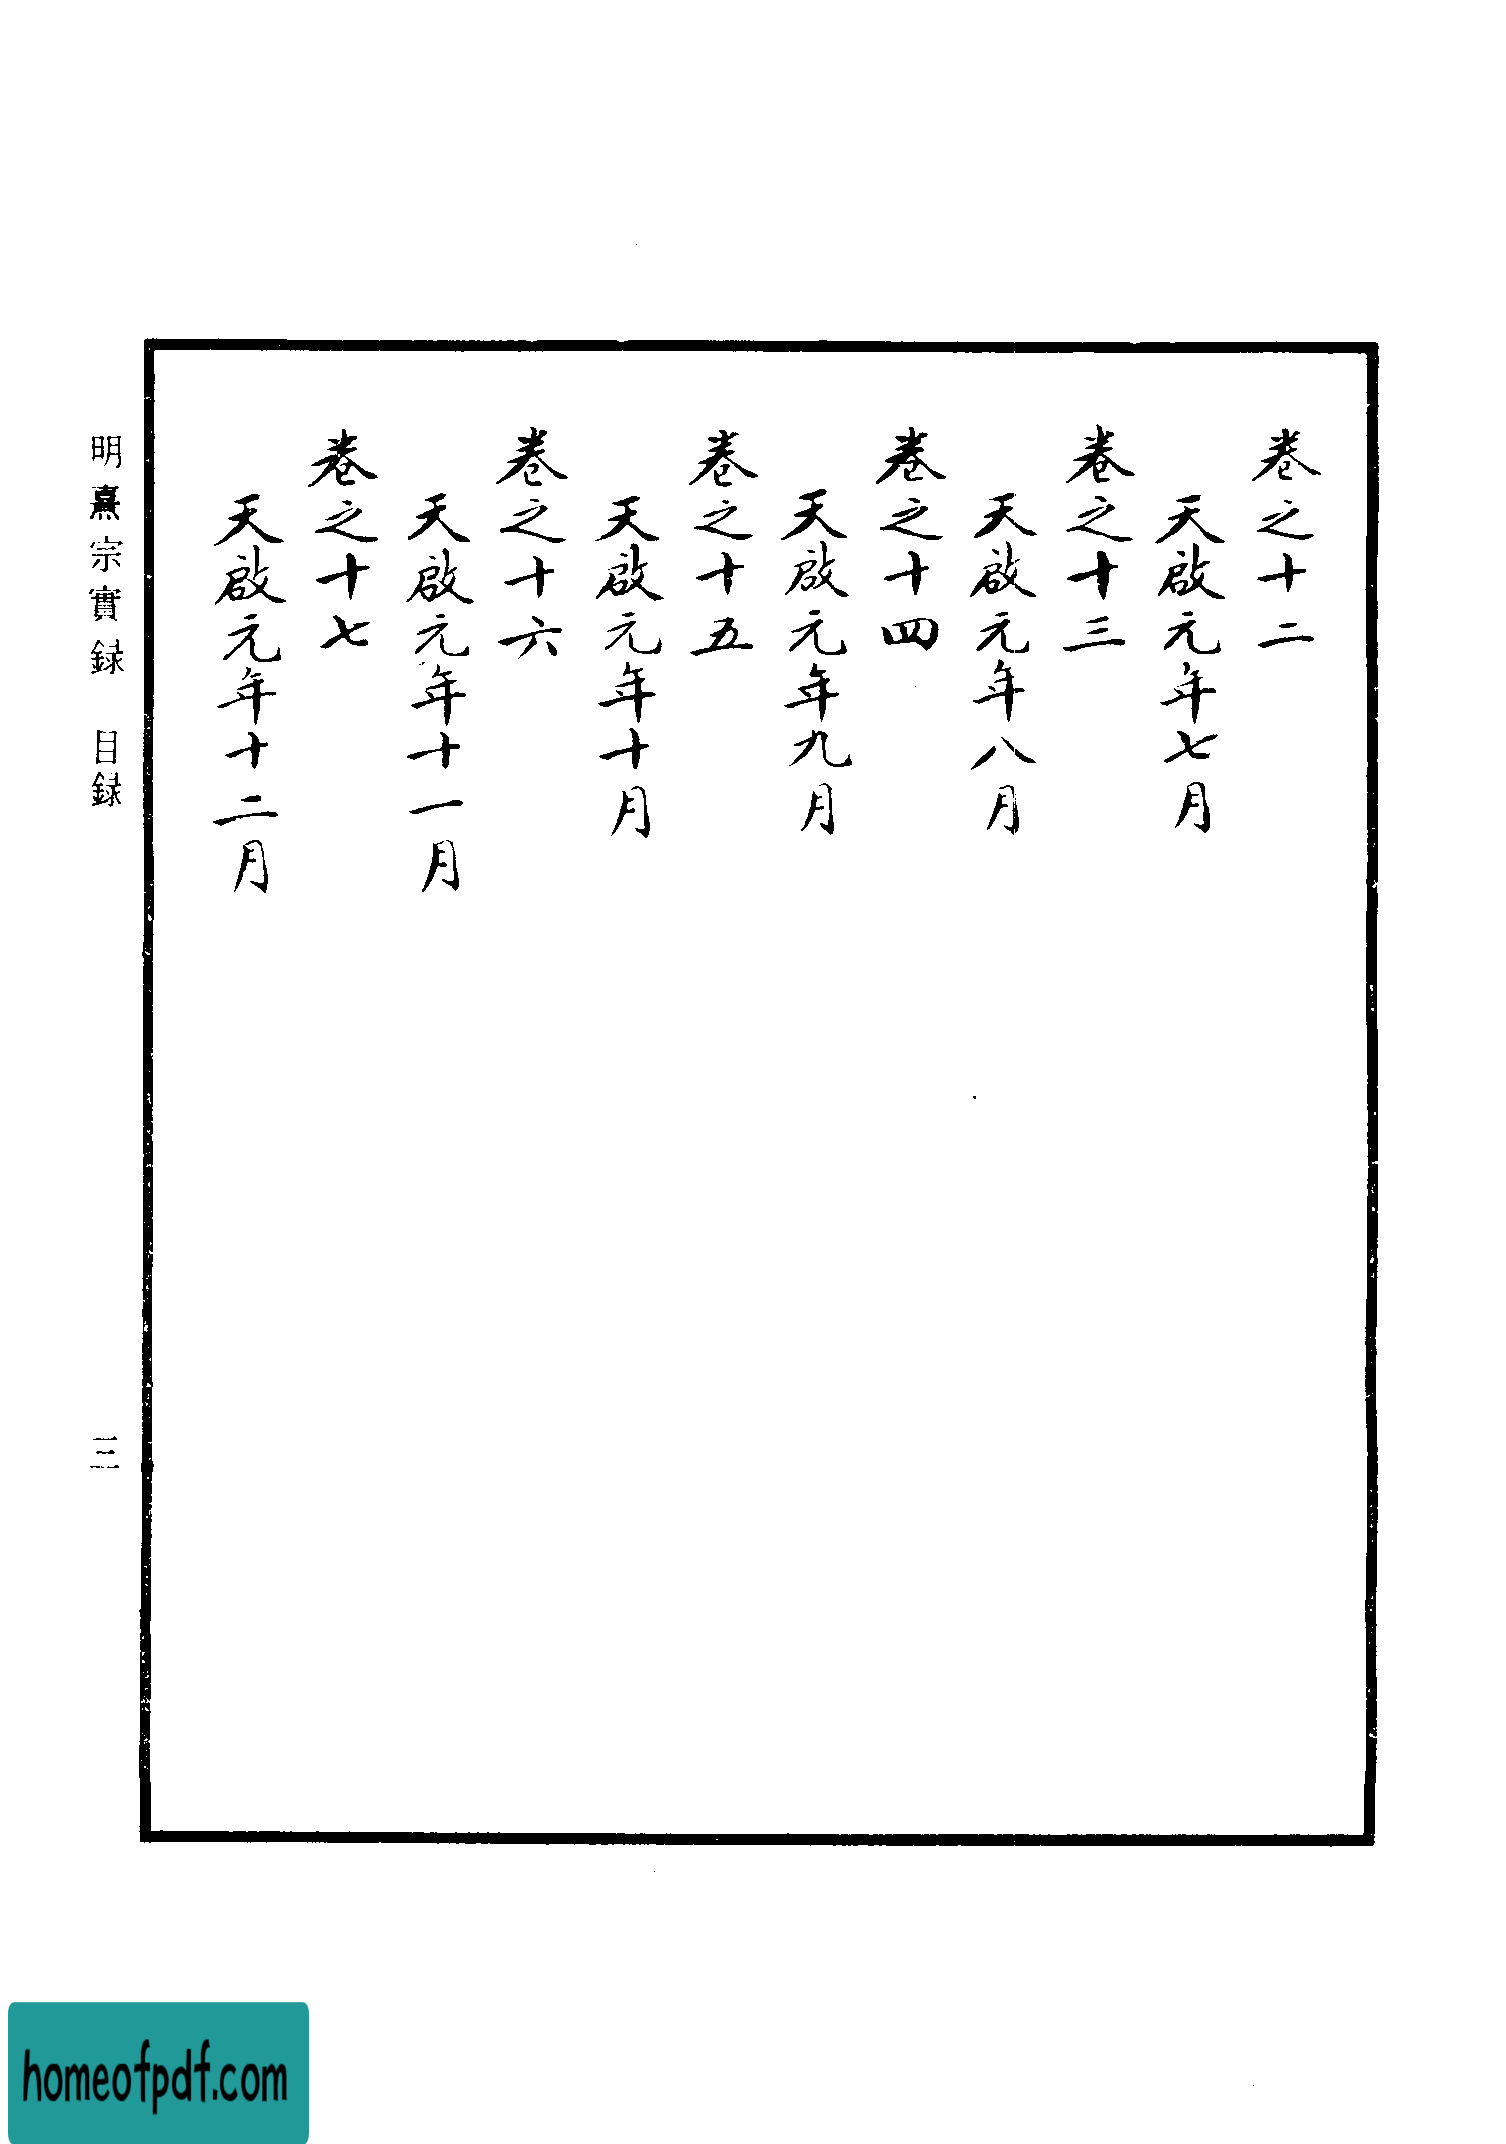 卷之十二
天啟元年七月
卷之十三
天啟元年八月
卷之十四
天啟元年九月
卷之十五
天啟元年十月
卷之十六
天啟元年十一月
卷之十七
天啟元年十二月
明熹宗實録 目録 三
homeofpdf.com